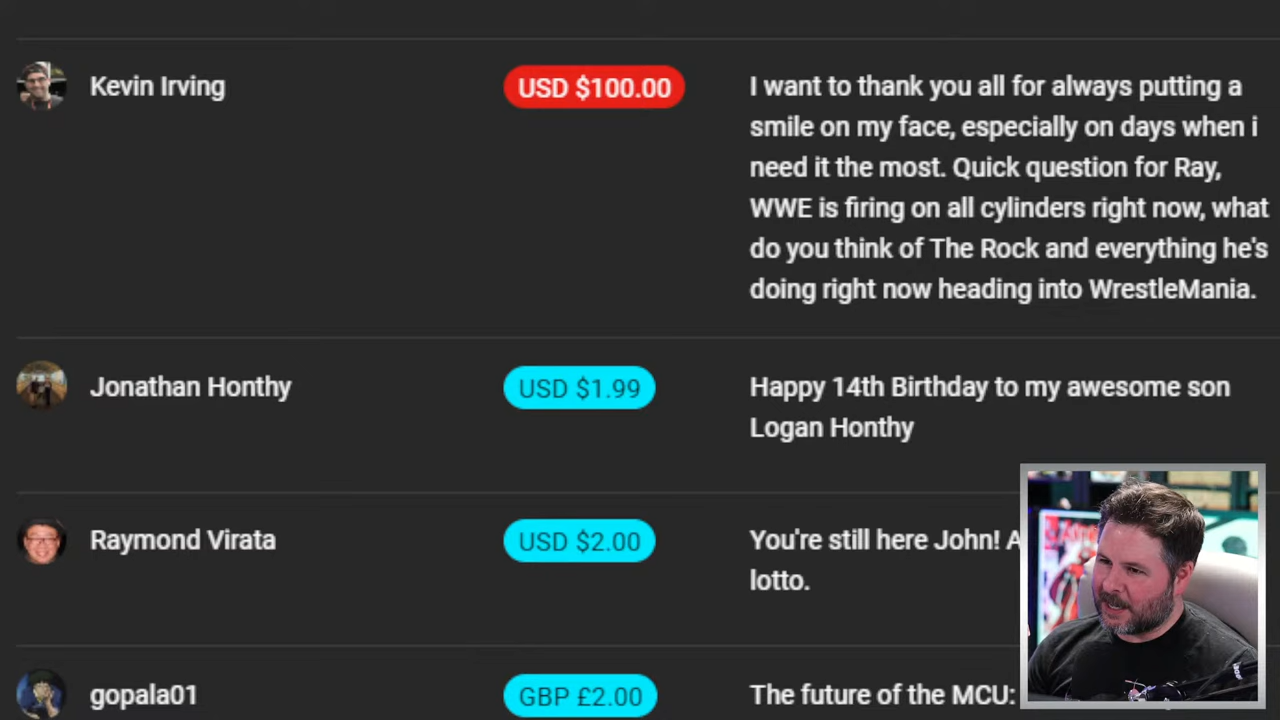 Kevin Irving
USD $100.00
I want to thank you all for always putting a
smile on my face, especially on days when i
need it the most. Quick question for Ray,
WWE is firing on all cylinders right now, what
do you think of The Rock and everything he's
doing right now heading into WrestleMania.
Jonathan Honthy
USD $1.99
Happy 14th Birthday to my awesome son
Logan Honthy
Raymond Virata
USD $2.00
You're still here John!
lotto.
gopala01
GBP £2.00
The future of the MCU: